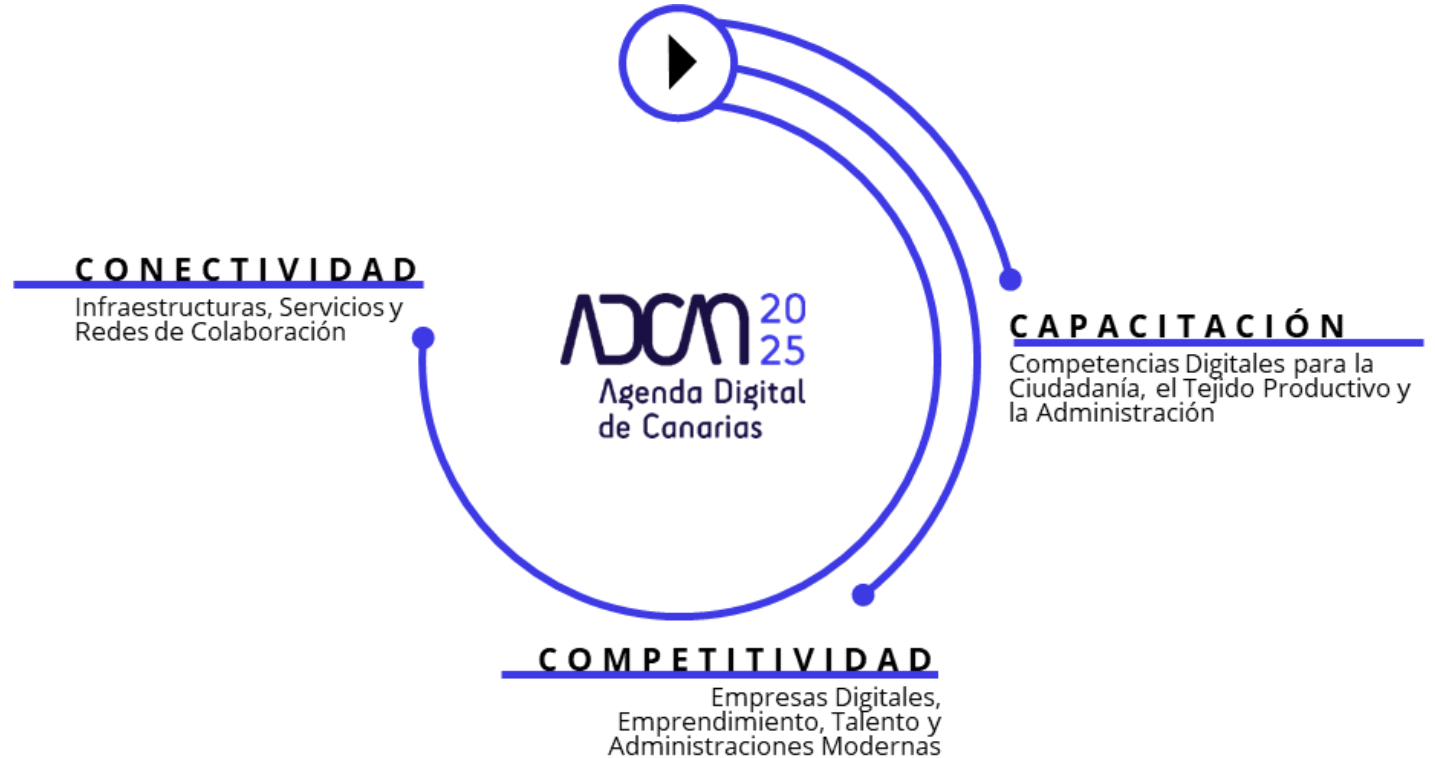 CONECTIVIDAD
Infraestructuras, Servicios y
Redes de Colaboración
ADCAN 20
25
Agenda Digital
de Canarias
CAPACITACIÓN
Competencias Digitales para la
Ciudadanía, el Tejido Productivo y
la Administración
COMPETITIVIDAD
Empresas Digitales,
Emprendimiento, Talento y
Administraciones Modernas